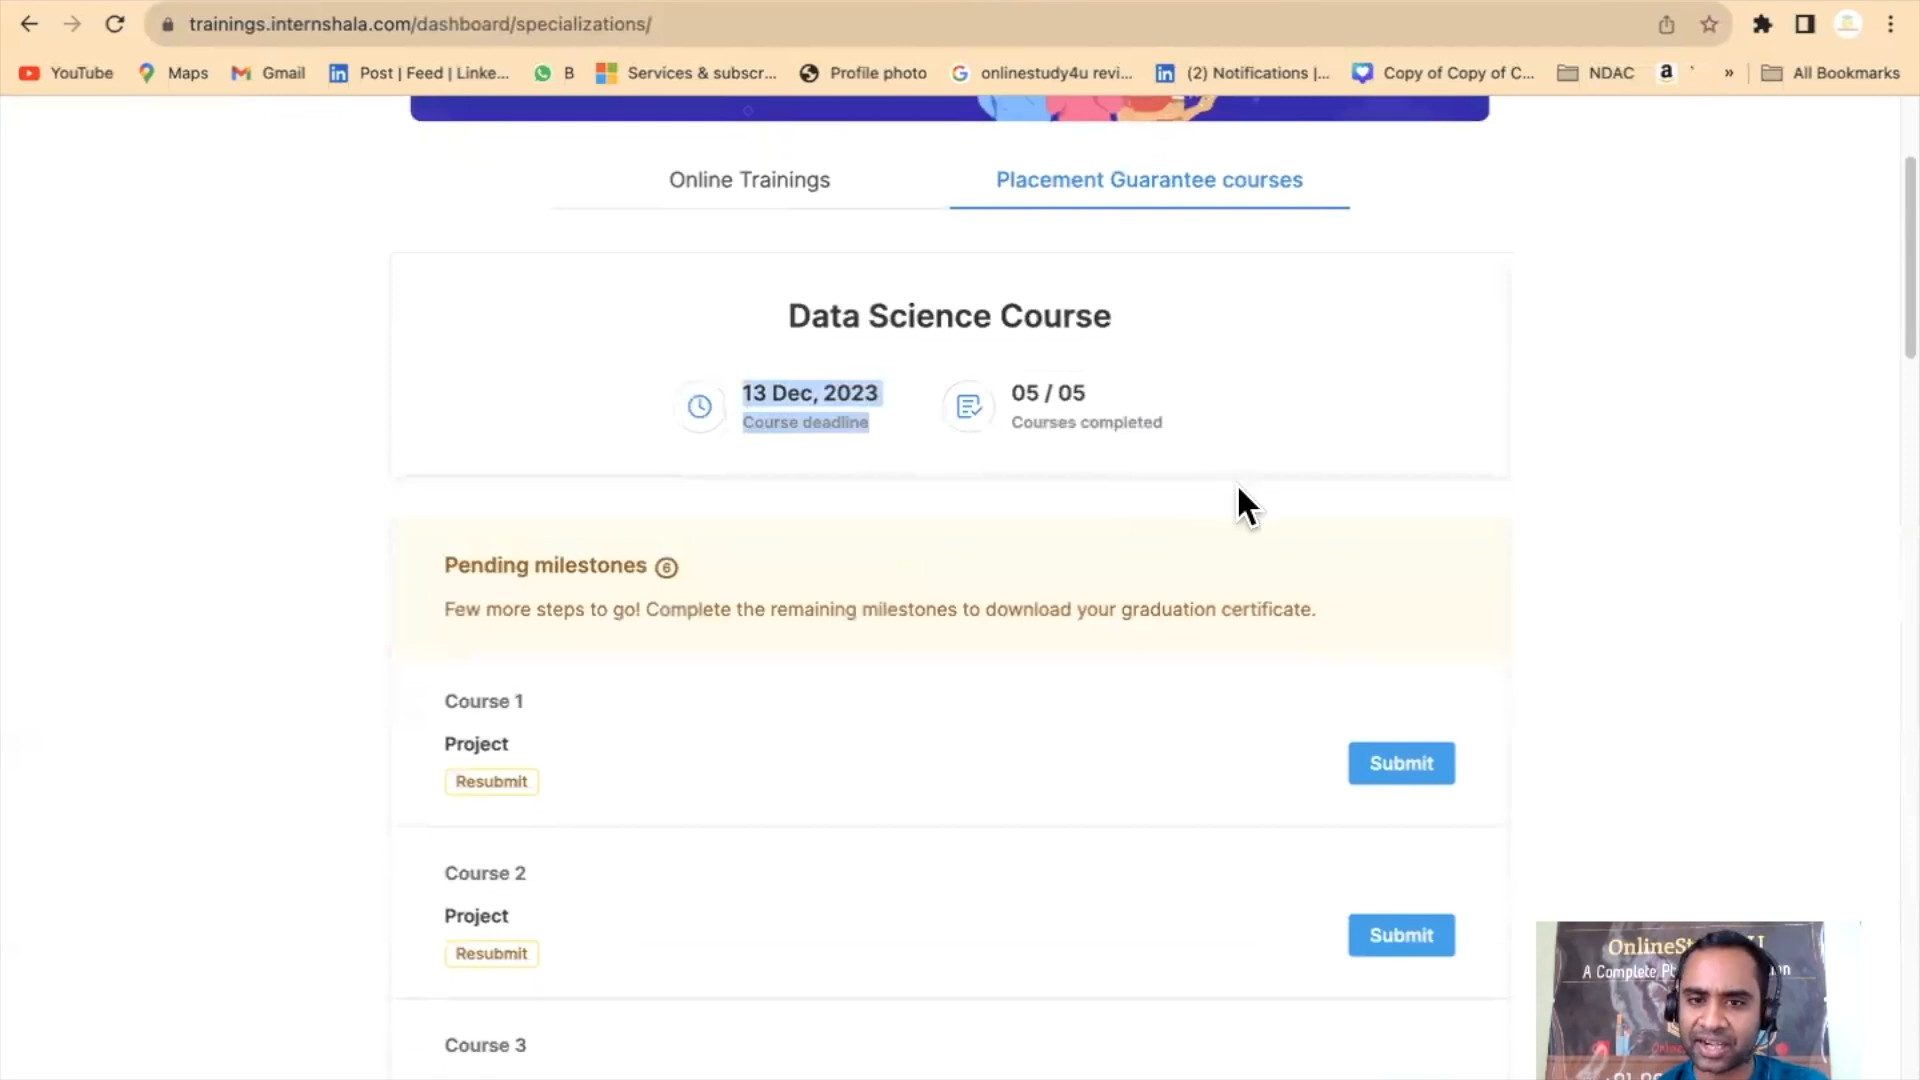 trainings.internshala.com/dashboard/specializations/
YouTube Maps Gmail Post | Feed | Linke... B Services & subscr... Profile photo onlinestudy4u revi... (2) Notifications |... Copy of Copy of C... NDAC » All Bookmarks
Online Trainings
Placement Guarantee courses
Data Science Course
13 Dec, 2023
Course deadline
05 / 05
Courses completed
Pending milestones 6
Few more steps to go! Complete the remaining milestones to download your graduation certificate.
Course 1
Project
Resubmit
Submit
Course 2
Project
Resubmit
Submit
Course 3
A Complete